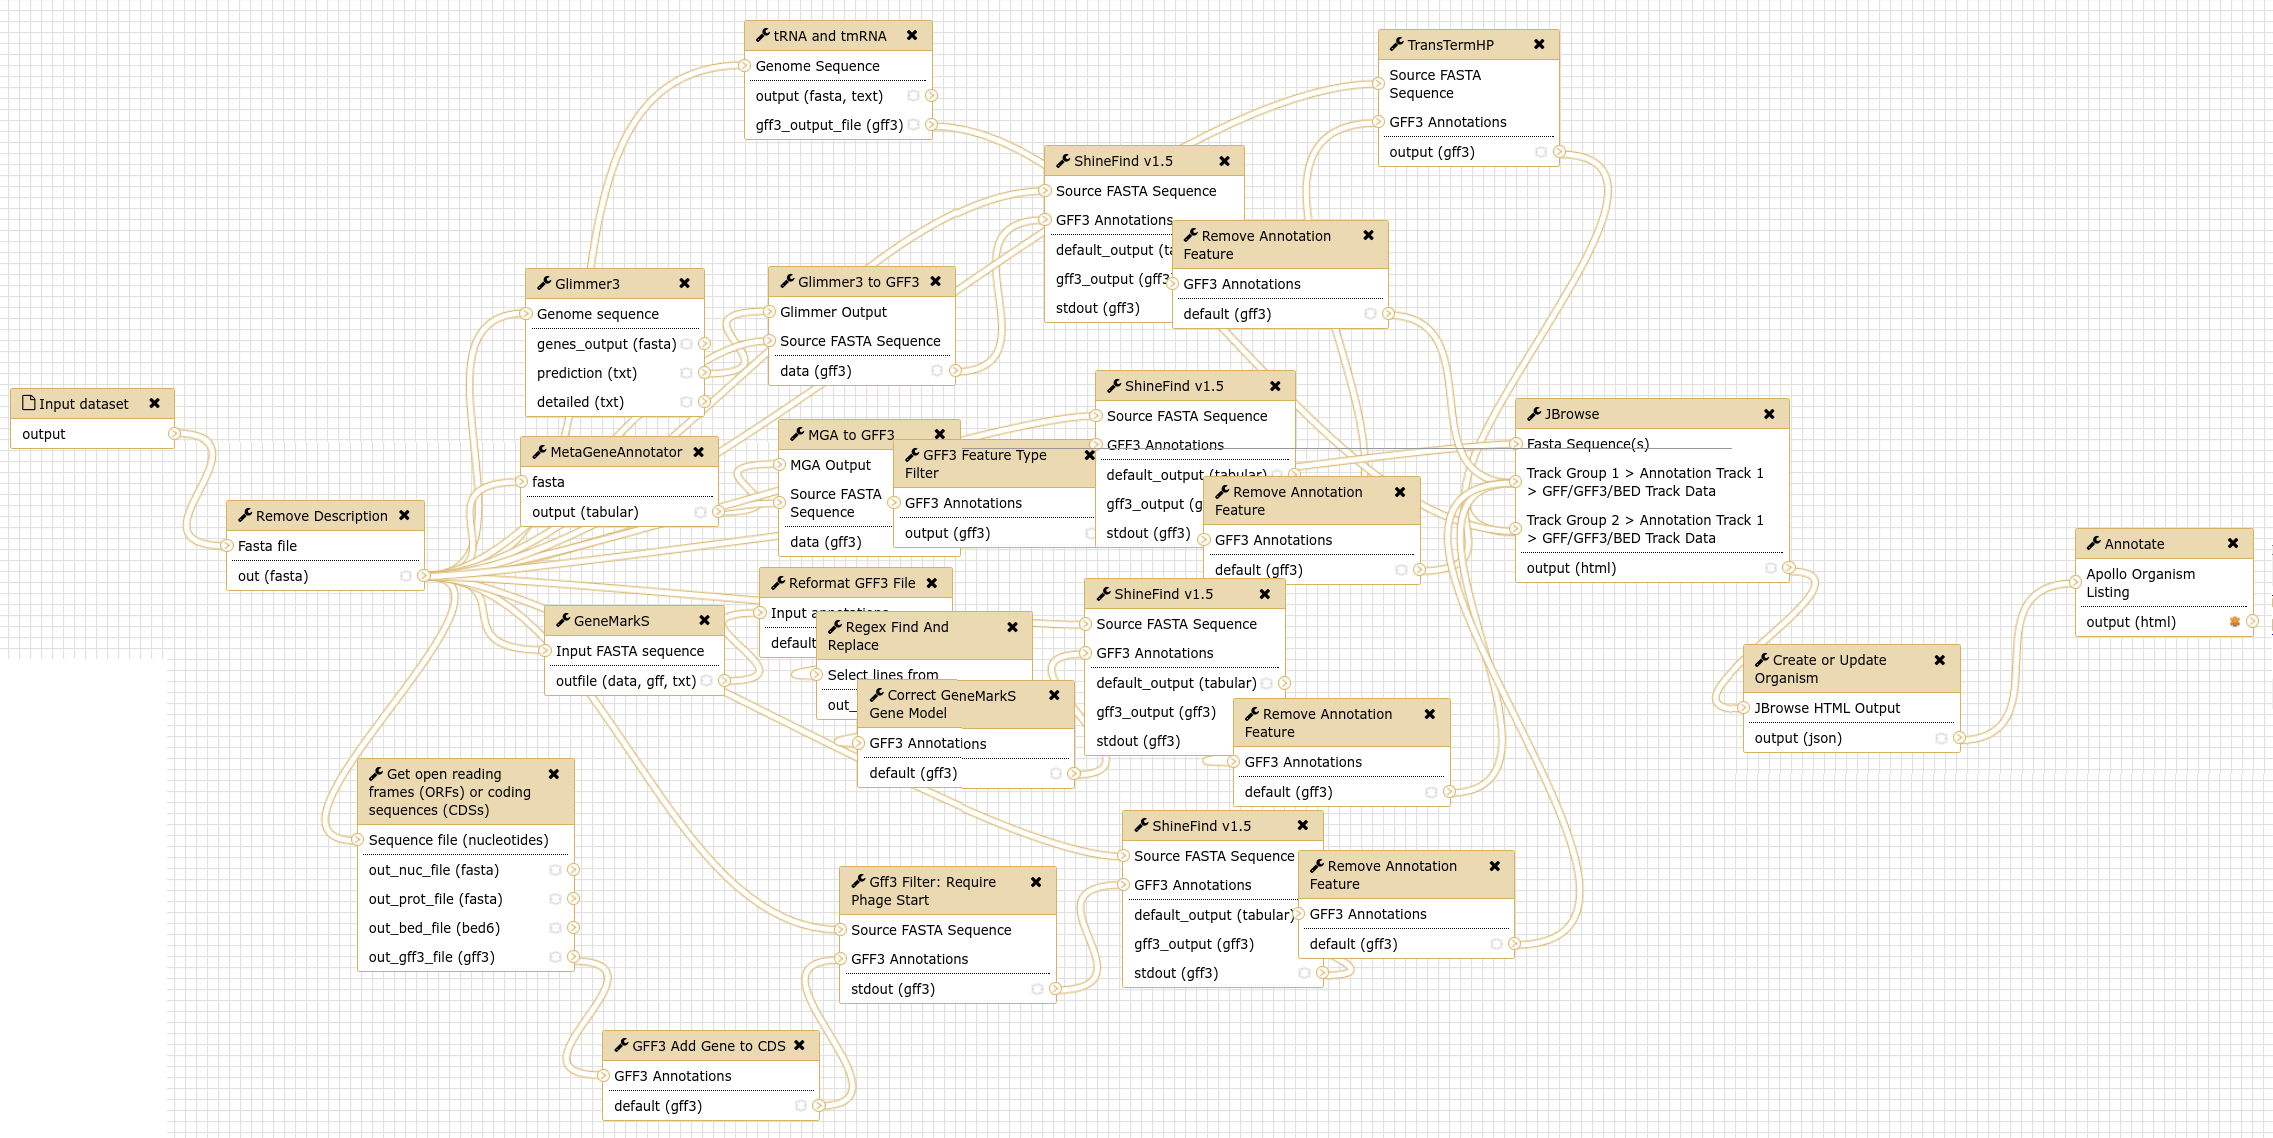 tRNA and tmRNA
Genome Sequence
output (fasta, text)
gff3_output_file (gff3)
TransTermHP
Source FASTA
Sequence
GFF3 Annotations
output (gff3)
ShineFind v1.5
Source FASTA Sequence
GFF3 Annotations
default_output (ta
gff3_output (gff3
stdout (gff3)
Remove Annotation
Feature
GFF3 Annotations
default (gff3)
Glimmer3
Genome sequence
genes_output (fasta)
prediction (txt)
detailed (txt)
Glimmer3 to GFF3
Glimmer Output
Source FASTA Sequence
data (gff3)
Input dataset
output
Remove Description
Fasta file
out (fasta)
MetaGeneAnnotator
fasta
output (tabular)
MGA to GFF3
MGA Output
Source FASTA
Sequence
data (gff3)
GFF3 Feature Type
Filter
GFF3 Annotations
output (gff3)
ShineFind v1.5
Source FASTA Sequence
GFF3 Annotations
default_output (tabular)
gff3_output (g
stdout (gff3)
Remove Annotation
Feature
GFF3 Annotations
default (gff3)
JBrowse
Fasta Sequence(s)
Track Group 1 > Annotation Track 1
> GFF/GFF3/BED Track Data
Track Group 2 > Annotation Track 1
> GFF/GFF3/BED Track Data
output (html)
Annotate
Apollo Organism
Listing
output (html)
Create or Update
Organism
JBrowse HTML Output
output (json)
GeneMarkS
Input FASTA sequence
outfile (data, gff, txt)
Reformat GFF3 File
Input annotations
default
Regex Find And
Replace
Select lines from
out_
Correct GeneMarkS
Gene Model
GFF3 Annotations
default (gff3)
ShineFind v1.5
Source FASTA Sequence
GFF3 Annotations
default_output (tabular)
gff3_output (gff3)
stdout (gff3)
Remove Annotation
Feature
GFF3 Annotations
default (gff3)
Get open reading
frames (ORFs) or coding
sequences (CDSs)
Sequence file (nucleotides)
out_nuc_file (fasta)
out_prot_file (fasta)
out_bed_file (bed6)
out_gff3_file (gff3)
Gff3 Filter: Require
Phage Start
Source FASTA Sequence
GFF3 Annotations
stdout (gff3)
ShineFind v1.5
Source FASTA Sequence
GFF3 Annotations
default_output (tabular)
gff3_output (gff3)
stdout (gff3)
Remove Annotation
Feature
GFF3 Annotations
default (gff3)
GFF3 Add Gene to CDS
GFF3 Annotations
default (gff3)